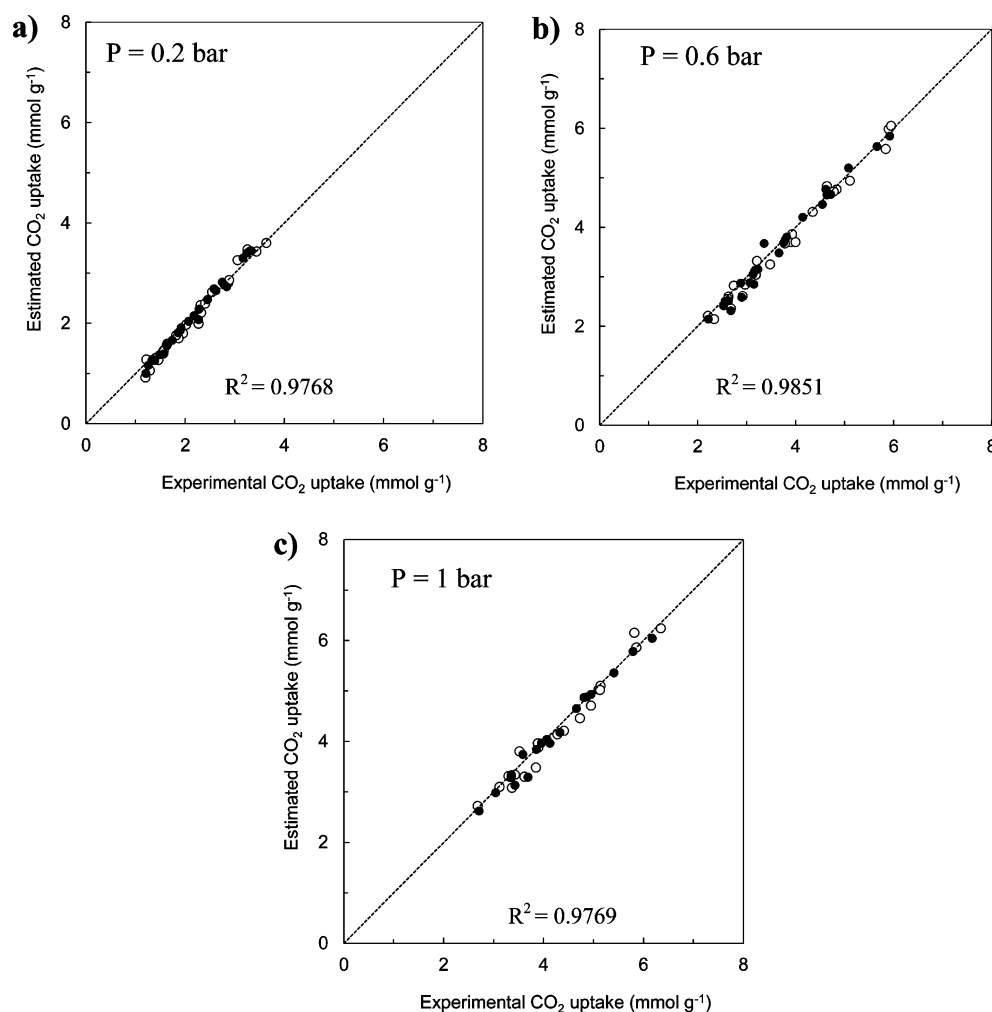 a)
P = 0.2 bar
Estimated CO₂ uptake (mmol g⁻¹)
8
6
4
2
0
R² = 0.9768
0 2 4 6 8
Experimental CO₂ uptake (mmol g⁻¹)
b)
P = 0.6 bar
Estimated CO₂ uptake (mmol g⁻¹)
8
6
4
2
0
R² = 0.9851
0 2 4 6 8
Experimental CO₂ uptake (mmol g⁻¹)
c)
P = 1 bar
Estimated CO₂ uptake (mmol g⁻¹)
8
6
4
2
0
R² = 0.9769
0 2 4 6 8
Experimental CO₂ uptake (mmol g⁻¹)